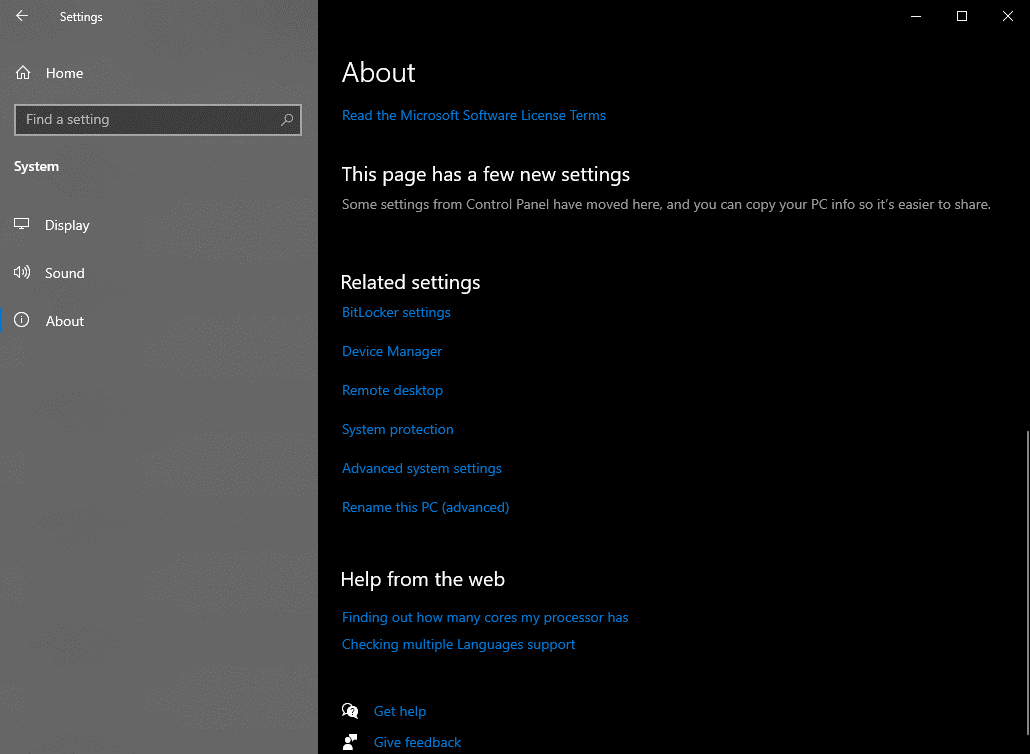 Settings
Home
Find a setting
System
Display
Sound
About
About
Read the Microsoft Software License Terms
This page has a few new settings
Some settings from Control Panel have moved here, and you can copy your PC info so it’s easier to share.
Related settings
BitLocker settings
Device Manager
Remote desktop
System protection
Advanced system settings
Rename this PC (advanced)
Help from the web
Finding out how many cores my processor has
Checking multiple Languages support
Get help
Give feedback